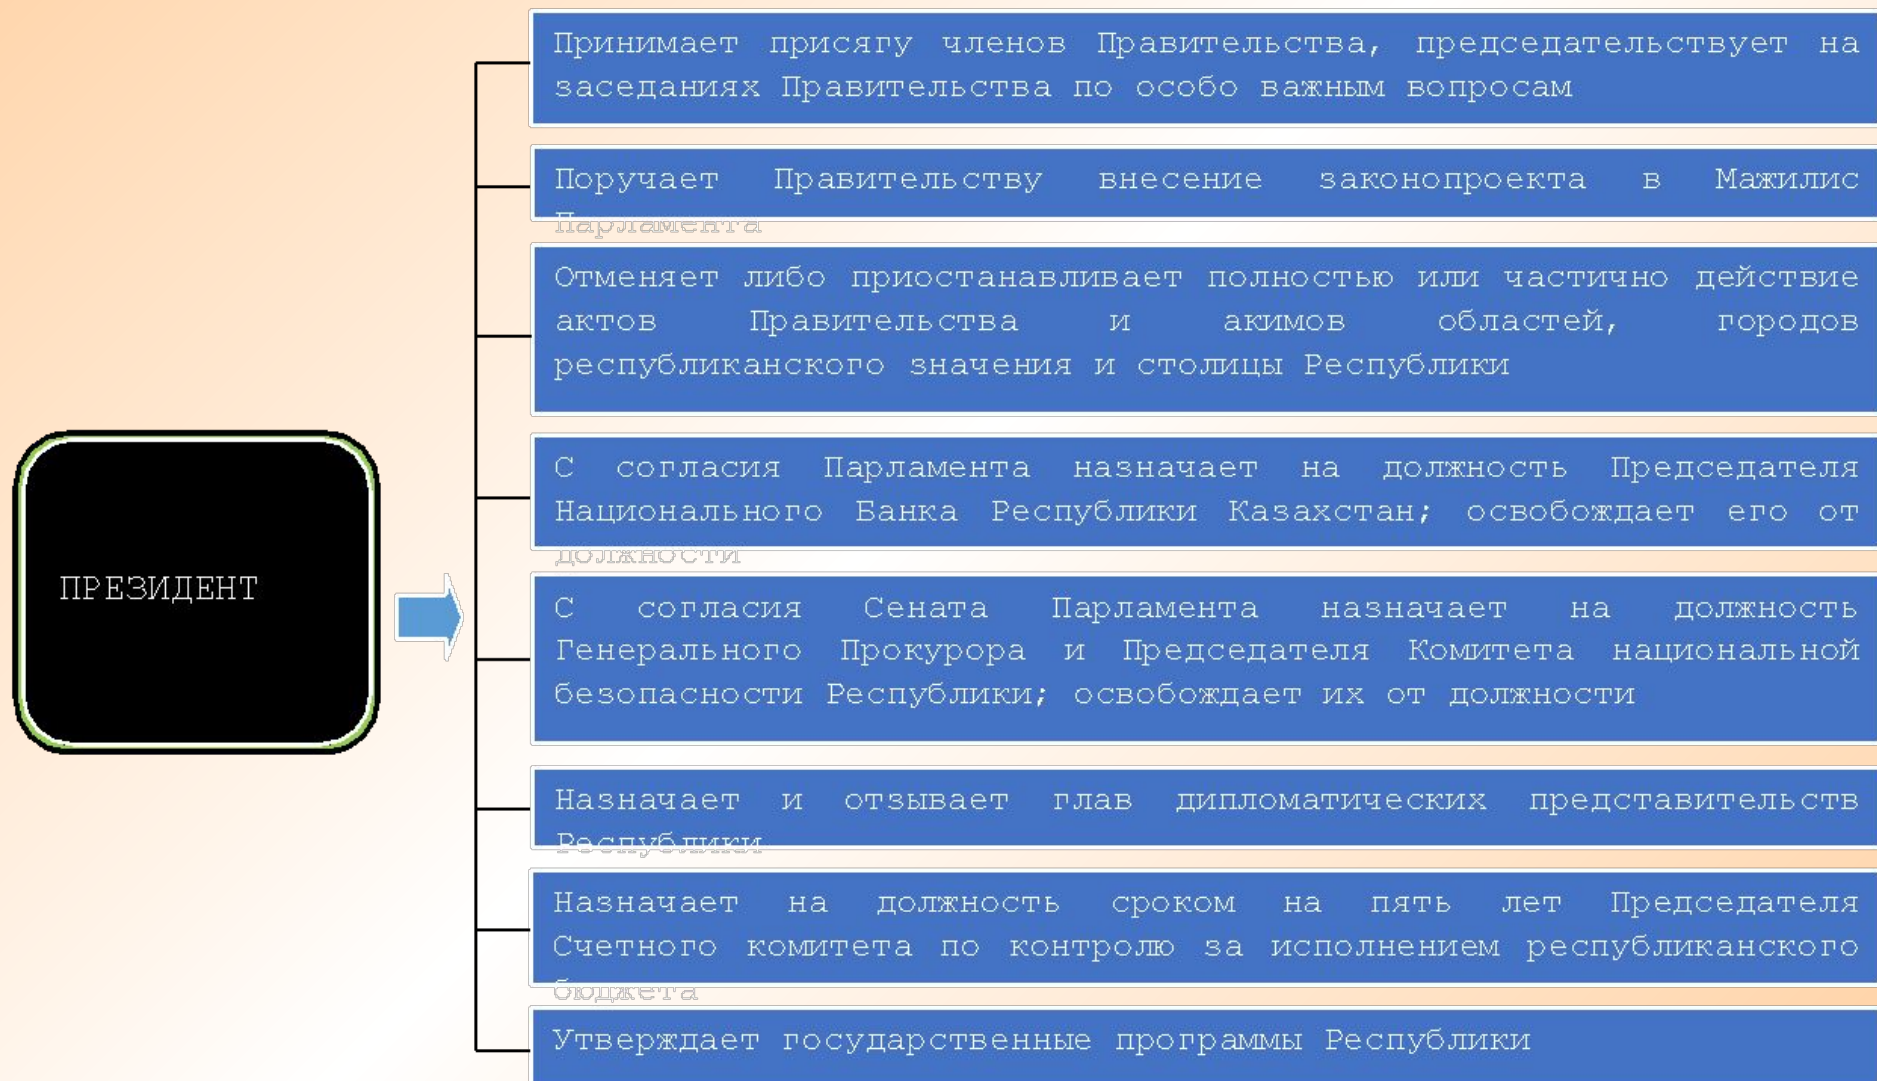 Принимает присягу членов Правительства, председательствует на
заседаниях Правительства по особо важным вопросам
Поручает Правительству внесение законопроекта в Мажилис
Парламента
Отменяет либо приостанавливает полностью или частично действие
актов Правительства и акимов областей, городов
республиканского значения и столицы Республики
С согласия Парламента назначает на должность Председателя
Национального Банка Республики Казахстан; освобождает его от
должности
ПРЕЗИДЕНТ
С согласия Сената Парламента назначает на должность
Генерального Прокурора и Председателя Комитета национальной
безопасности Республики; освобождает их от должности
Назначает и отзывает глав дипломатических представительств
Республики
Назначает на должность сроком на пять лет Председателя
Счетного комитета по контролю за исполнением республиканского
бюджета
Утверждает государственные программы Республики